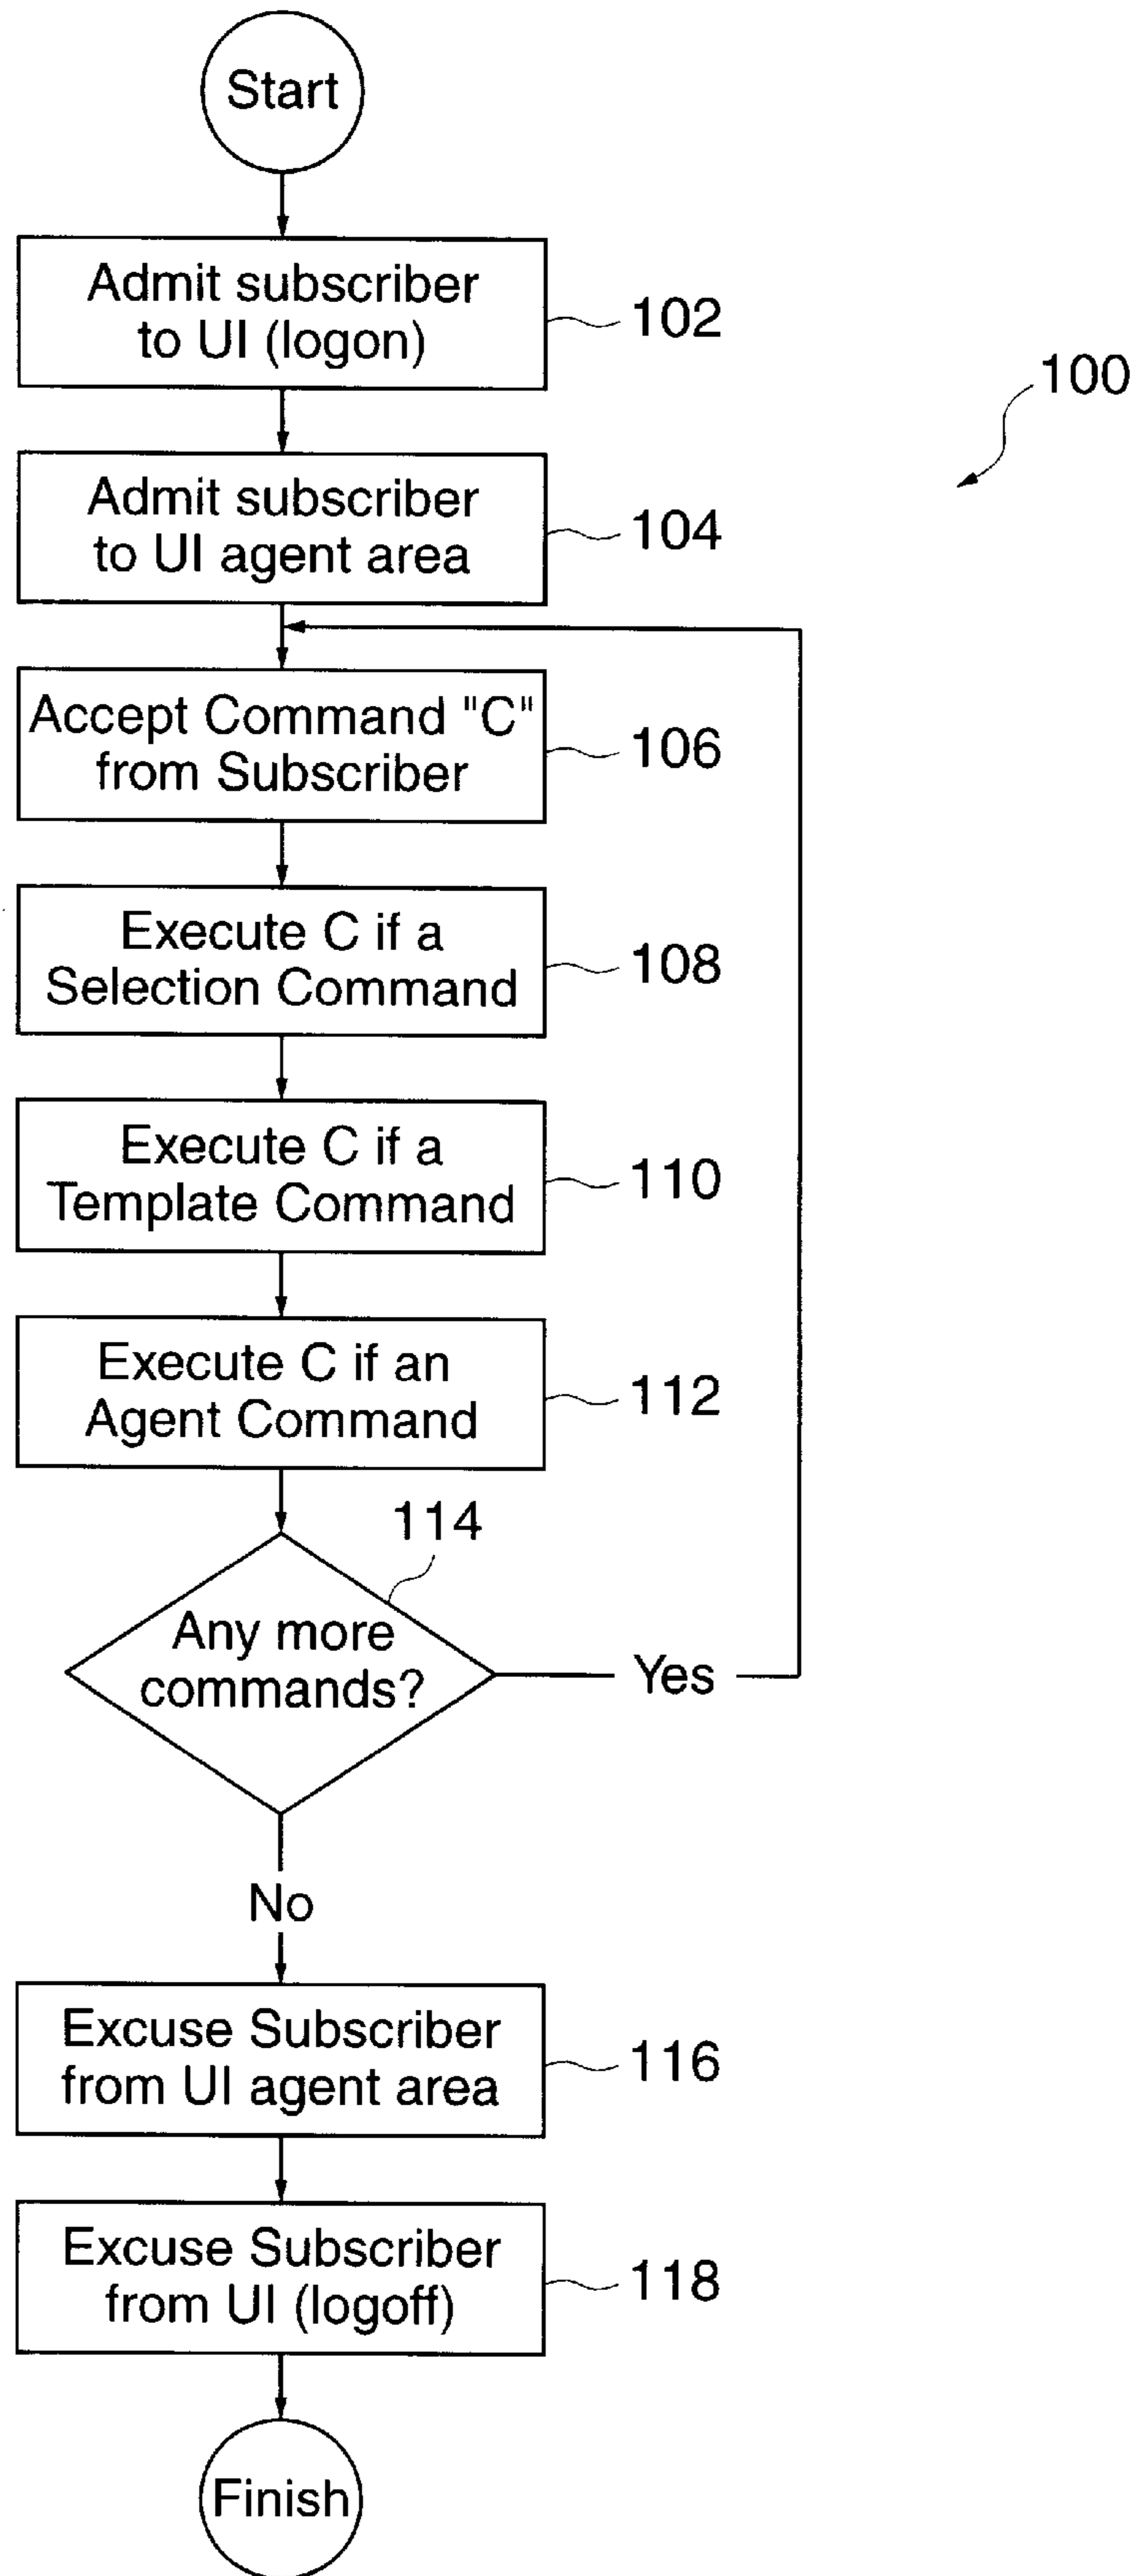 Start
Admit subscriber
to UI (logon)
102
100
Admit subscriber
to UI agent area
104
Accept Command "C"
from Subscriber
106
Execute C if a
Selection Command
108
Execute C if a
Template Command
110
Execute C if an
Agent Command
112
114
Any more
commands?
Yes
No
Excuse Subscriber
from UI agent area
116
Excuse Subscriber
from UI (logoff)
118
Finish